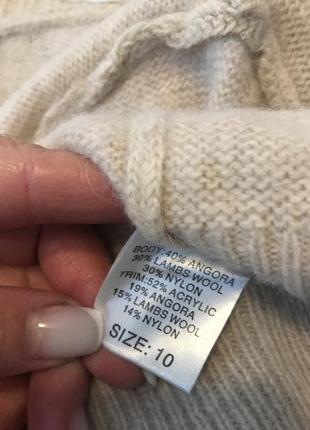 BODY:40% ANGORA
30% LAMBS WOOL
30% NYLON
TRIM:52% ACRYLIC
19% ANGORA
15% LAMBS WOOL
14% NYLON
SIZE: 10